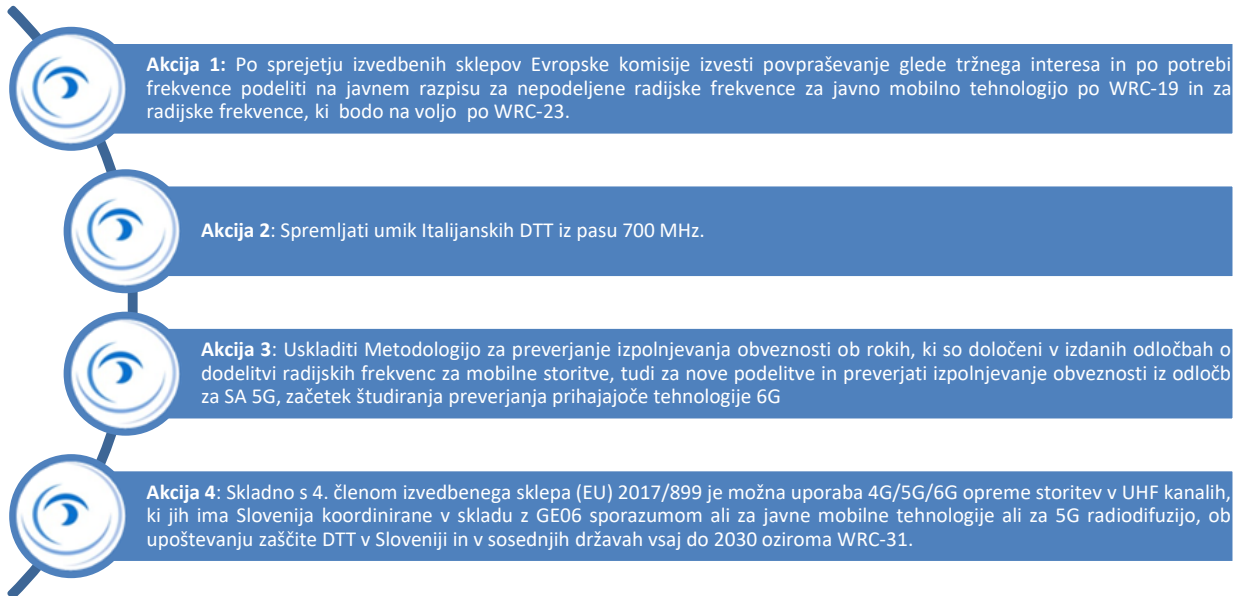 Akcija 1: Po sprejetju izvedbenih sklepov Evropske komisije izvesti povpraševanje glede tržnega interesa in po potrebi
frekvence podeliti na javnem razpisu za nepodeljene radijske frekvence za javno mobilno tehnologijo po WRC-19 in za
radijske frekvence, ki bodo na voljo po WRC-23.
Akcija 2: Spremljati umik Italijanskih DTT iz pasu 700 MHz.
Akcija 3: Uskladiti Metodologijo za preverjanje izpolnjevanja obveznosti ob rokih, ki so določeni v izdanih odločbah o
dodelitvi radijskih frekvenc za mobilne storitve, tudi za nove podelitve in preverjati izpolnjevanje obveznosti iz odločb
za SA 5G, začetek študiranja preverjanja prihajajoče tehnologije 6G
Akcija 4: Skladno s 4. členom izvedbenega sklepa (EU) 2017/899 je možna uporaba 4G/5G/6G opreme storitev v UHF kanalih,
ki jih ima Slovenija koordinirane v skladu z GE06 sporazumom ali za javne mobilne tehnologije ali za 5G radiodifuzijo, ob
upoštevanju zaščite DTT v Sloveniji in v sosednjih državah vsaj do 2030 oziroma WRC-31.